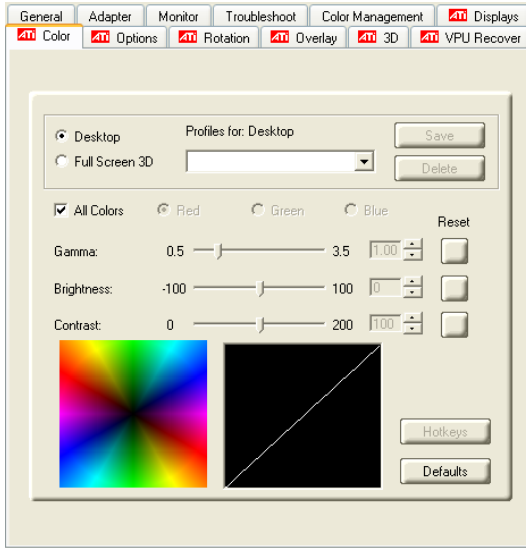 General Adapter Monitor Troubleshoot Color Management ATI Displays
ATI Color ATI Options ATI Rotation ATI Overlay ATI 3D ATI VPU Recover
Desktop Profiles for: Desktop Save
Full Screen 3D Delete
All Colors Red Green Blue Reset
Gamma: 0.5 3.5 1.00
Brightness: -100 100 0
Contrast: 0 200 100
Hotkeys
Defaults